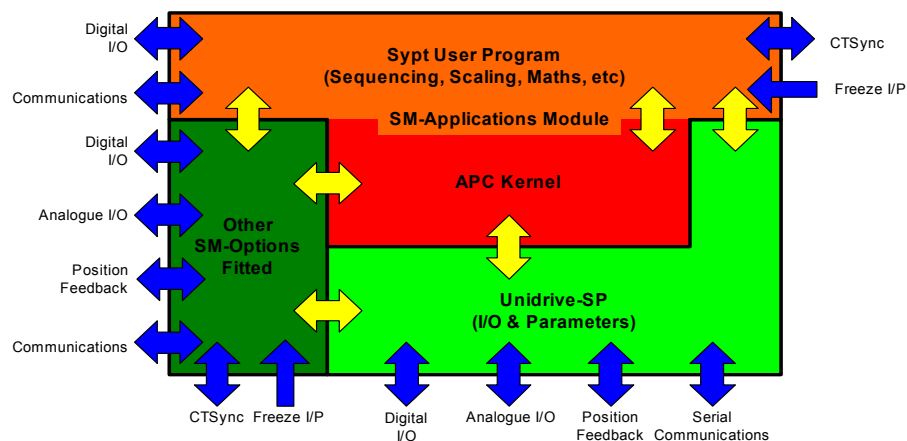 Digital
I/O
Communications
Digital
I/O
Analogue I/O
Position
Feedback
Communications
Sypt User Program
(Sequencing, Scaling, Maths, etc)
SM-Applications Module
CTSync
Freeze I/P
APC Kernel
Other
SM-Options
Fitted
Unidrive-SP
(I/O & Parameters)
CTSync
Freeze I/P
Digital
I/O
Analogue I/O
Position
Feedback
Serial
Communications